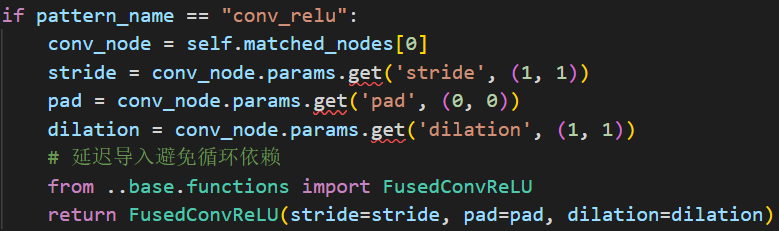 if pattern_name == "conv_relu":
    conv_node = self.matched_nodes[0]
    stride = conv_node.params.get('stride', (1, 1))
    pad = conv_node.params.get('pad', (0, 0))
    dilation = conv_node.params.get('dilation', (1, 1))
    # 延迟导入避免循环依赖
    from ..base.functions import FusedConvReLU
    return FusedConvReLU(stride=stride, pad=pad, dilation=dilation)